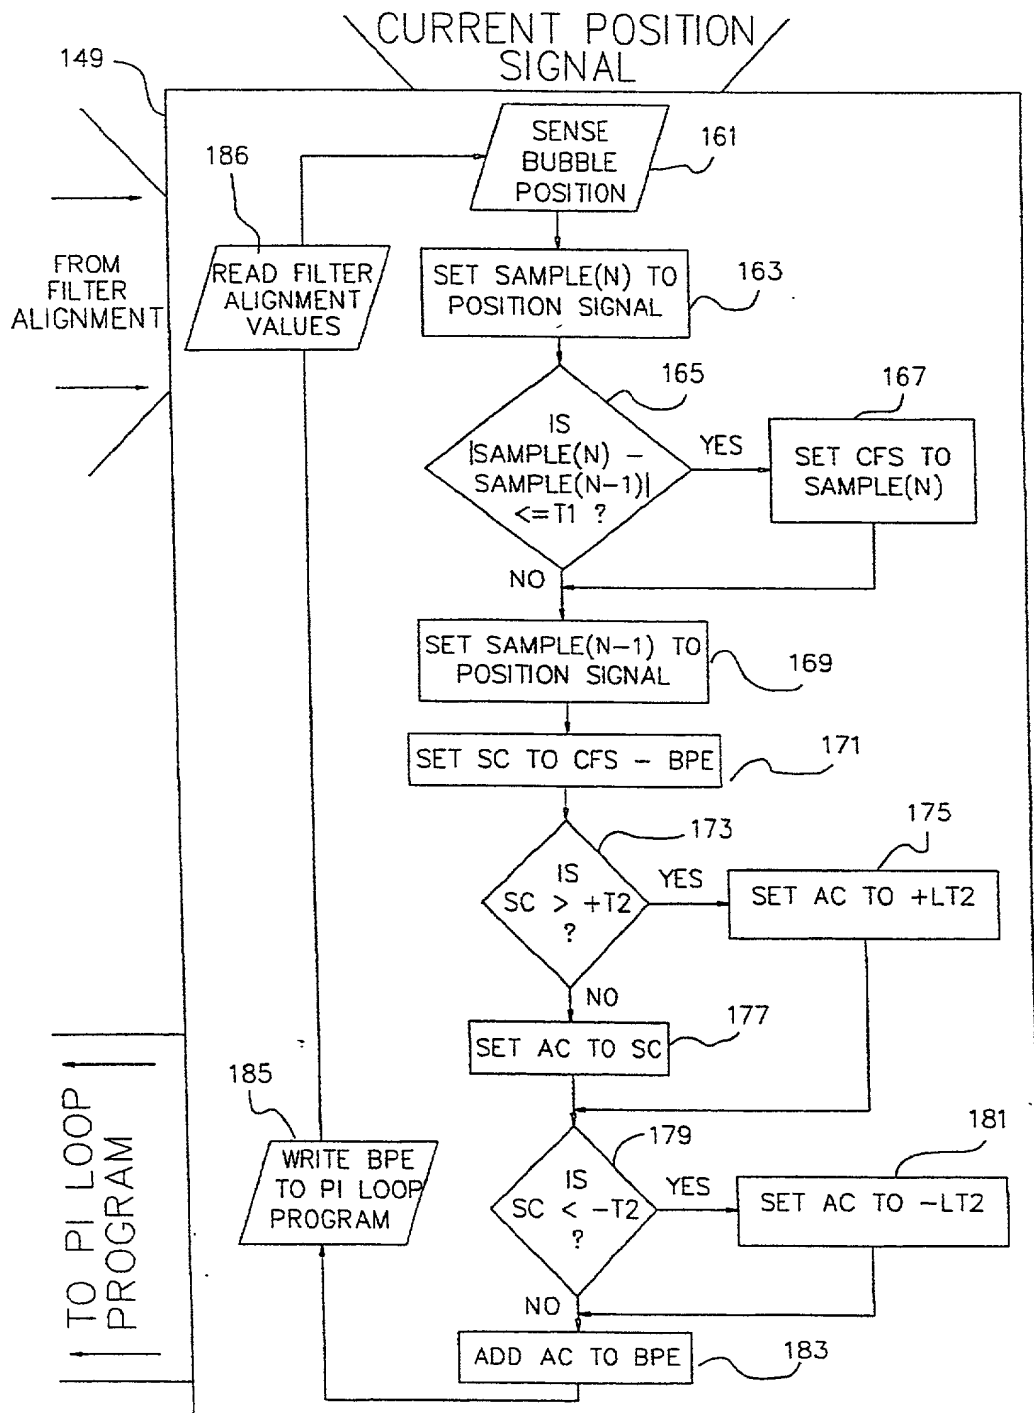 CURRENT POSITION
SIGNAL
149
SENSE
BUBBLE
POSITION
161
186
READ FILTER
ALIGNMENT
VALUES
FROM
FILTER
ALIGNMENT
SET SAMPLE(N) TO
POSITION SIGNAL
163
165
IS
|SAMPLE(N) –
SAMPLE(N-1)|
<=T1 ?
YES
167
SET CFS TO
SAMPLE(N)
NO
SET SAMPLE(N-1) TO
POSITION SIGNAL
169
SET SC TO CFS – BPE
171
173
IS
SC > +T2
?
YES
175
SET AC TO +LT2
NO
177
SET AC TO SC
179
IS
SC < -T2
?
YES
181
SET AC TO -LT2
185
WRITE BPE
TO PI LOOP
PROGRAM
TO PI LOOP
PROGRAM
NO
ADD AC TO BPE
183